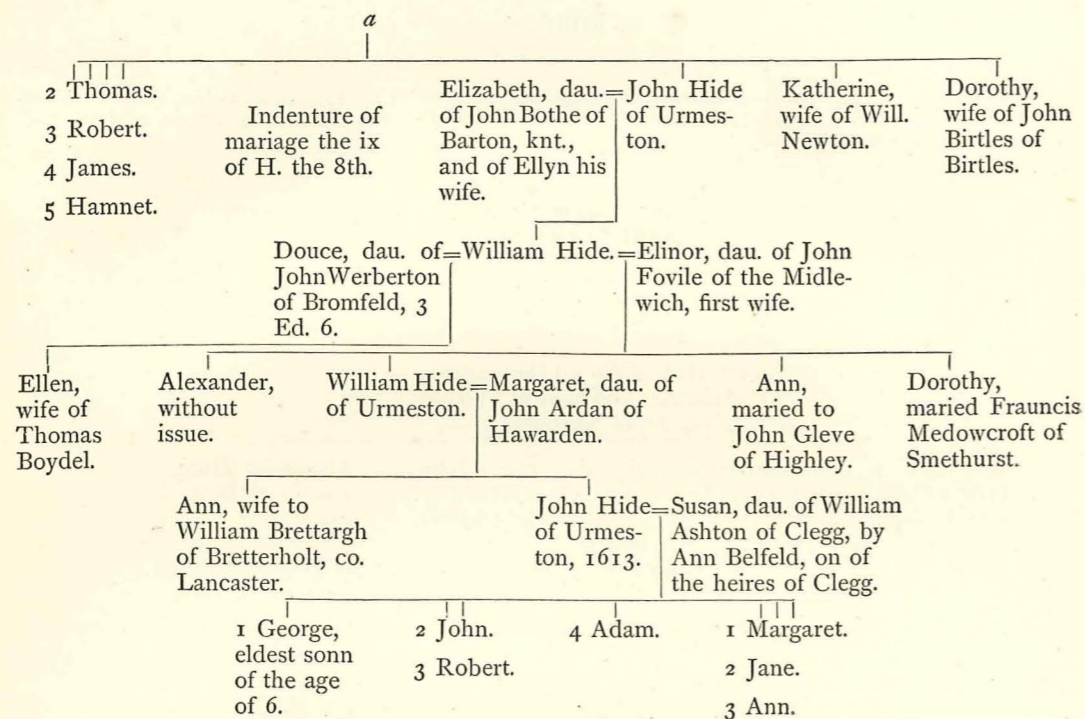 a
2 Thomas.
3 Robert.
4 James.
5 Hamnet.
Indenture of
mariage the ix
of H. the 8th.
Elizabeth, dau.=John Hide
of John Bothe of
Barton, knt.,
and of Ellyn his
wife.
of Urmes-
ton.
Katherine,
wife of Will.
Newton.
Dorothy,
wife of John
Birtles of
Birtles.
Douce, dau. of=William Hide.=Elinor, dau. of John
John Werberton
of Bromfeld, 3
Ed. 6.
Fovile of the Midle-
wich, first wife.
Ellen,
wife of
Thomas
Boydel.
Alexander,
without
issue.
William Hide=Margaret, dau. of
of Urmeston.
John Ardan of
Hawarden.
Ann,
maried to
John Gleve
of Highley.
Dorothy,
maried Frauncis
Medowcroft of
Smethurst.
Ann, wife to
William Brettargh
of Bretterholt, co.
Lancaster.
John Hide=Susan, dau. of William
of Urmes-
ton, 1613.
Ashton of Clegg, by
Ann Belfeld, on of
the heires of Clegg.
1 George,
eldest sonn
of the age
of 6.
2 John.
3 Robert.
4 Adam.
1 Margaret.
2 Jane.
3 Ann.